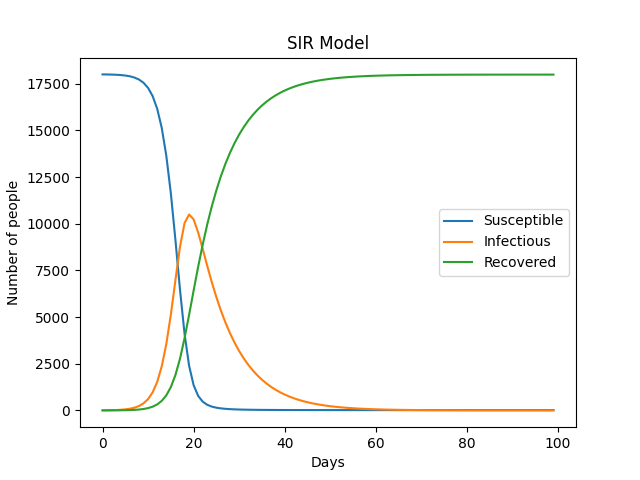 SIR Model
Number of people
17500
15000
12500
10000
7500
5000
2500
0
0 20 40 60 80 100
Days
Susceptible
Infectious
Recovered